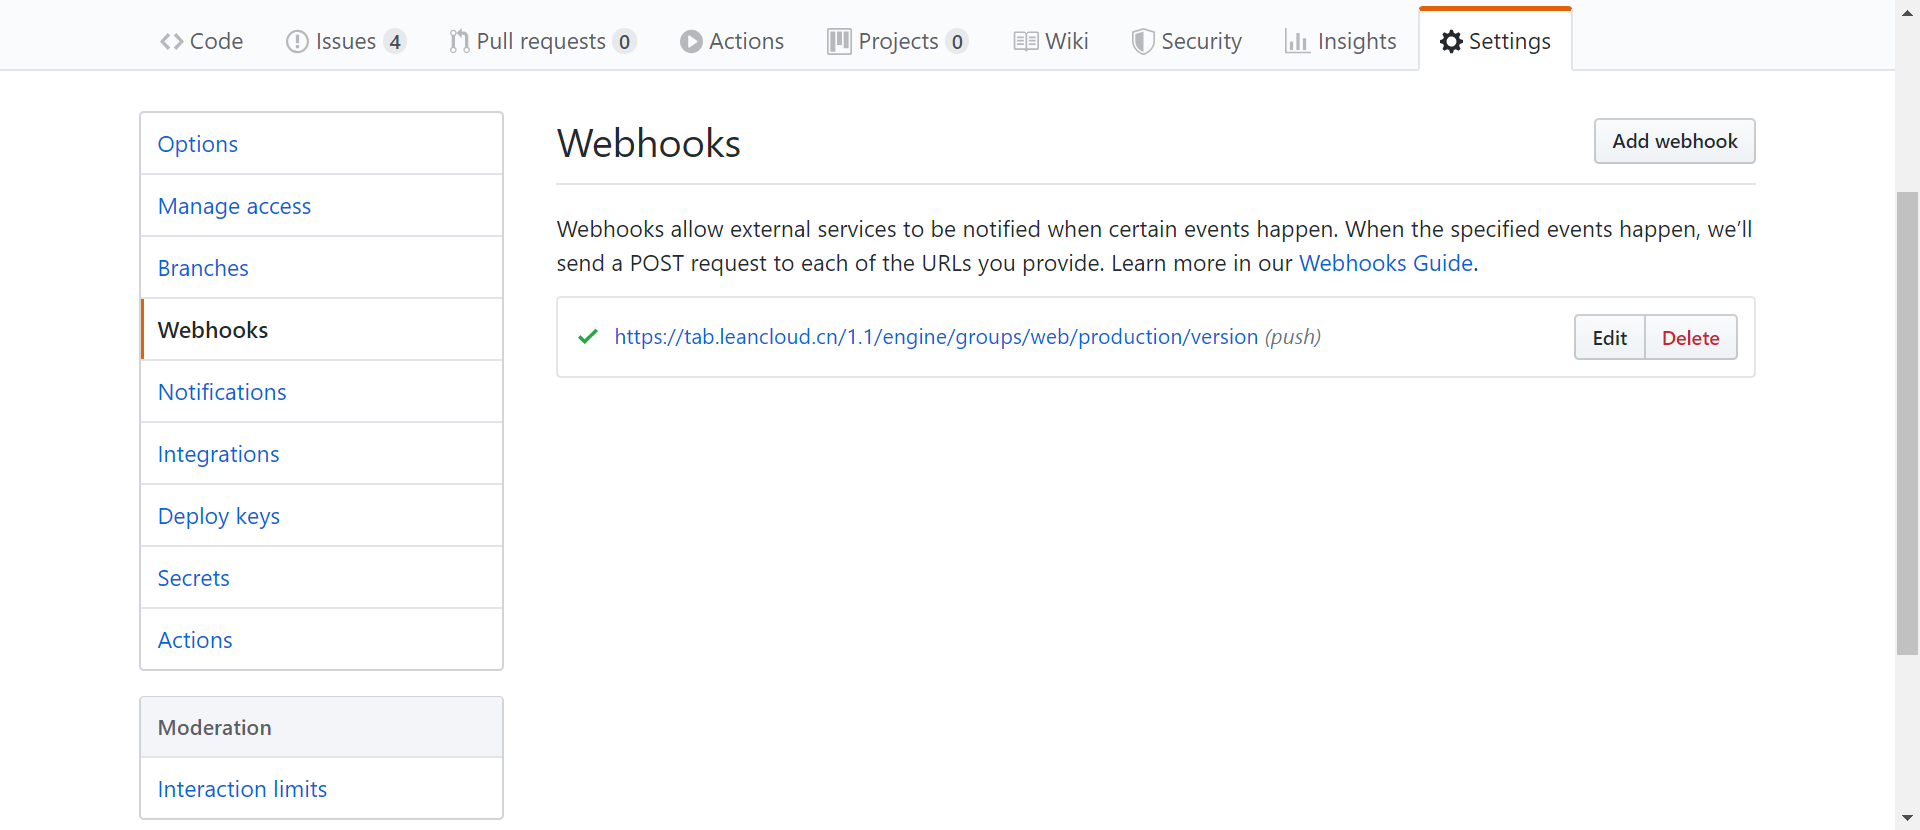 Code Issues 4 Pull requests 0 Actions Projects 0 Wiki Security Insights Settings
Options
Manage access
Branches
Webhooks
Notifications
Integrations
Deploy keys
Secrets
Actions
Moderation
Interaction limits
Webhooks
Add webhook
Webhooks allow external services to be notified when certain events happen. When the specified events happen, we’ll
send a POST request to each of the URLs you provide. Learn more in our Webhooks Guide.
https://tab.leancloud.cn/1.1/engine/groups/web/production/version (push)
Edit Delete